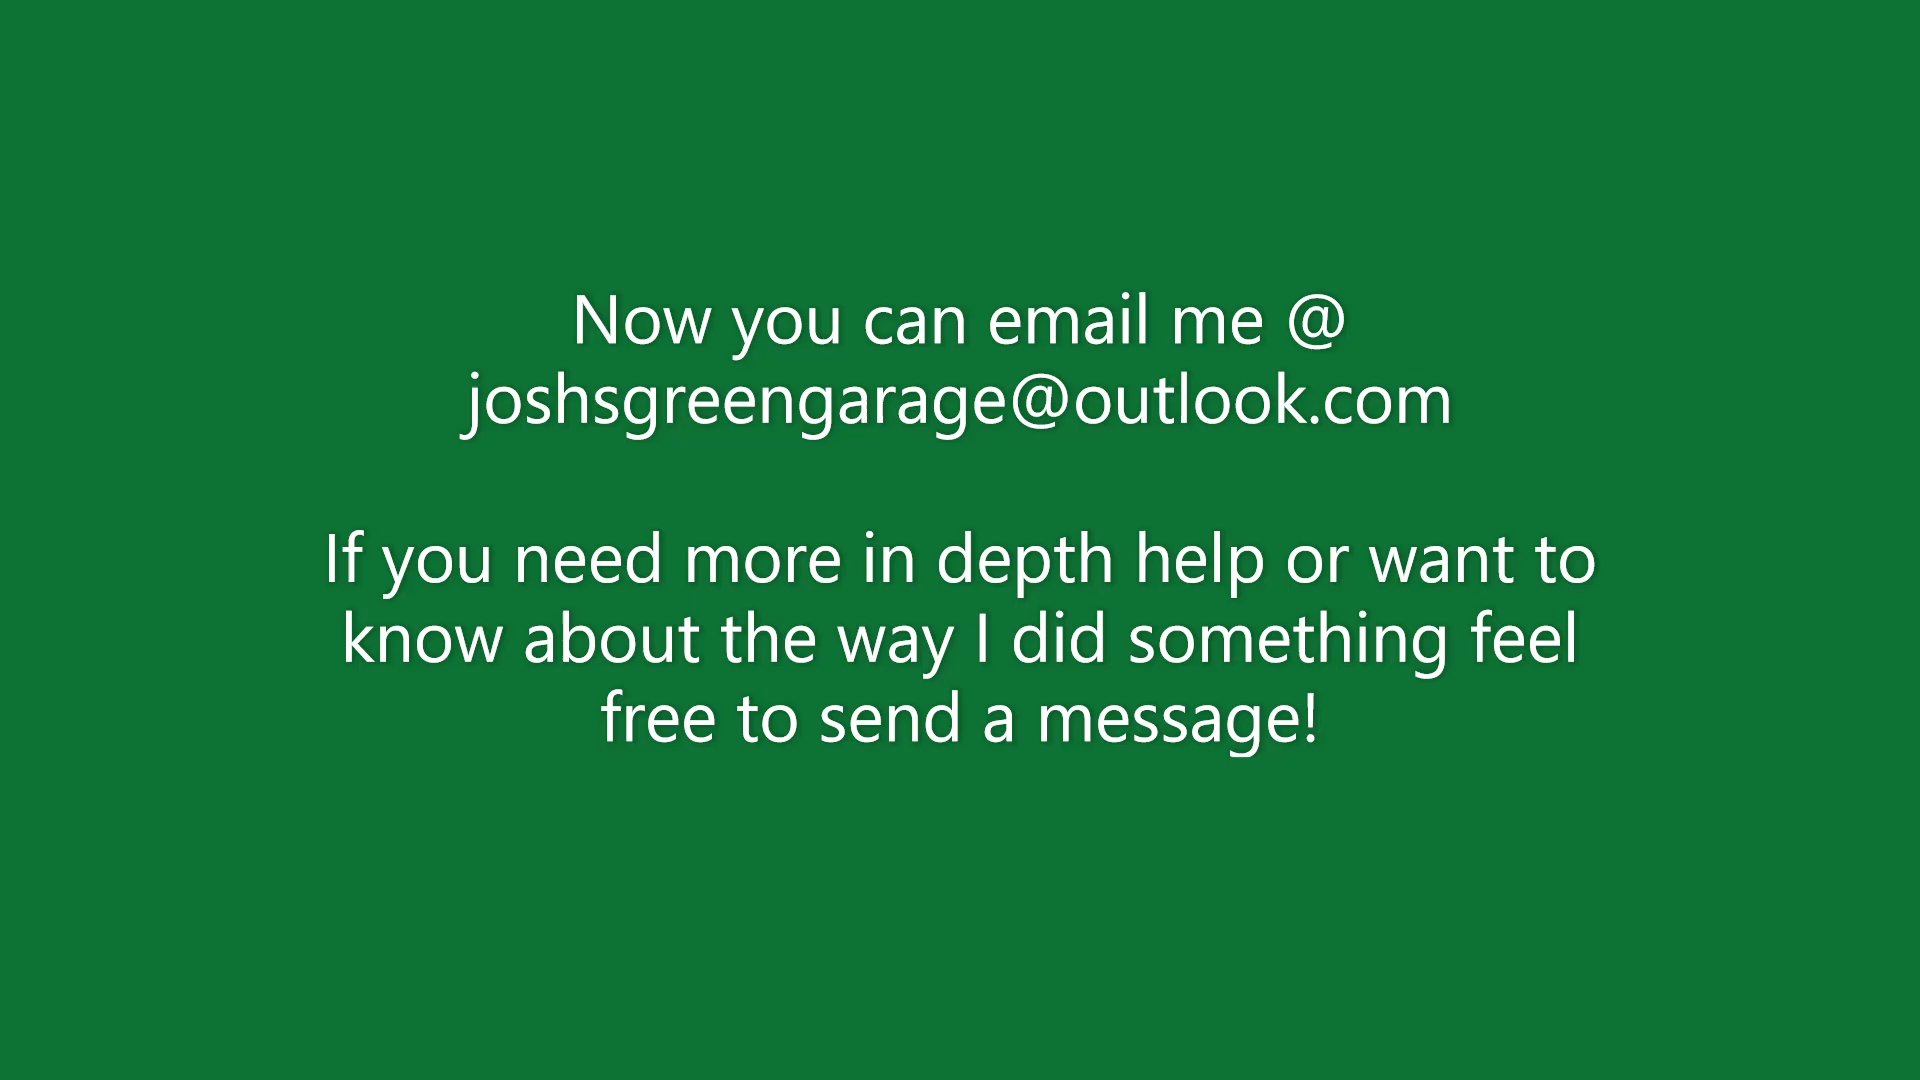 Now you can email me @
joshsgreengarage@outlook.com
If you need more in depth help or want to
know about the way I did something feel
free to send a message!